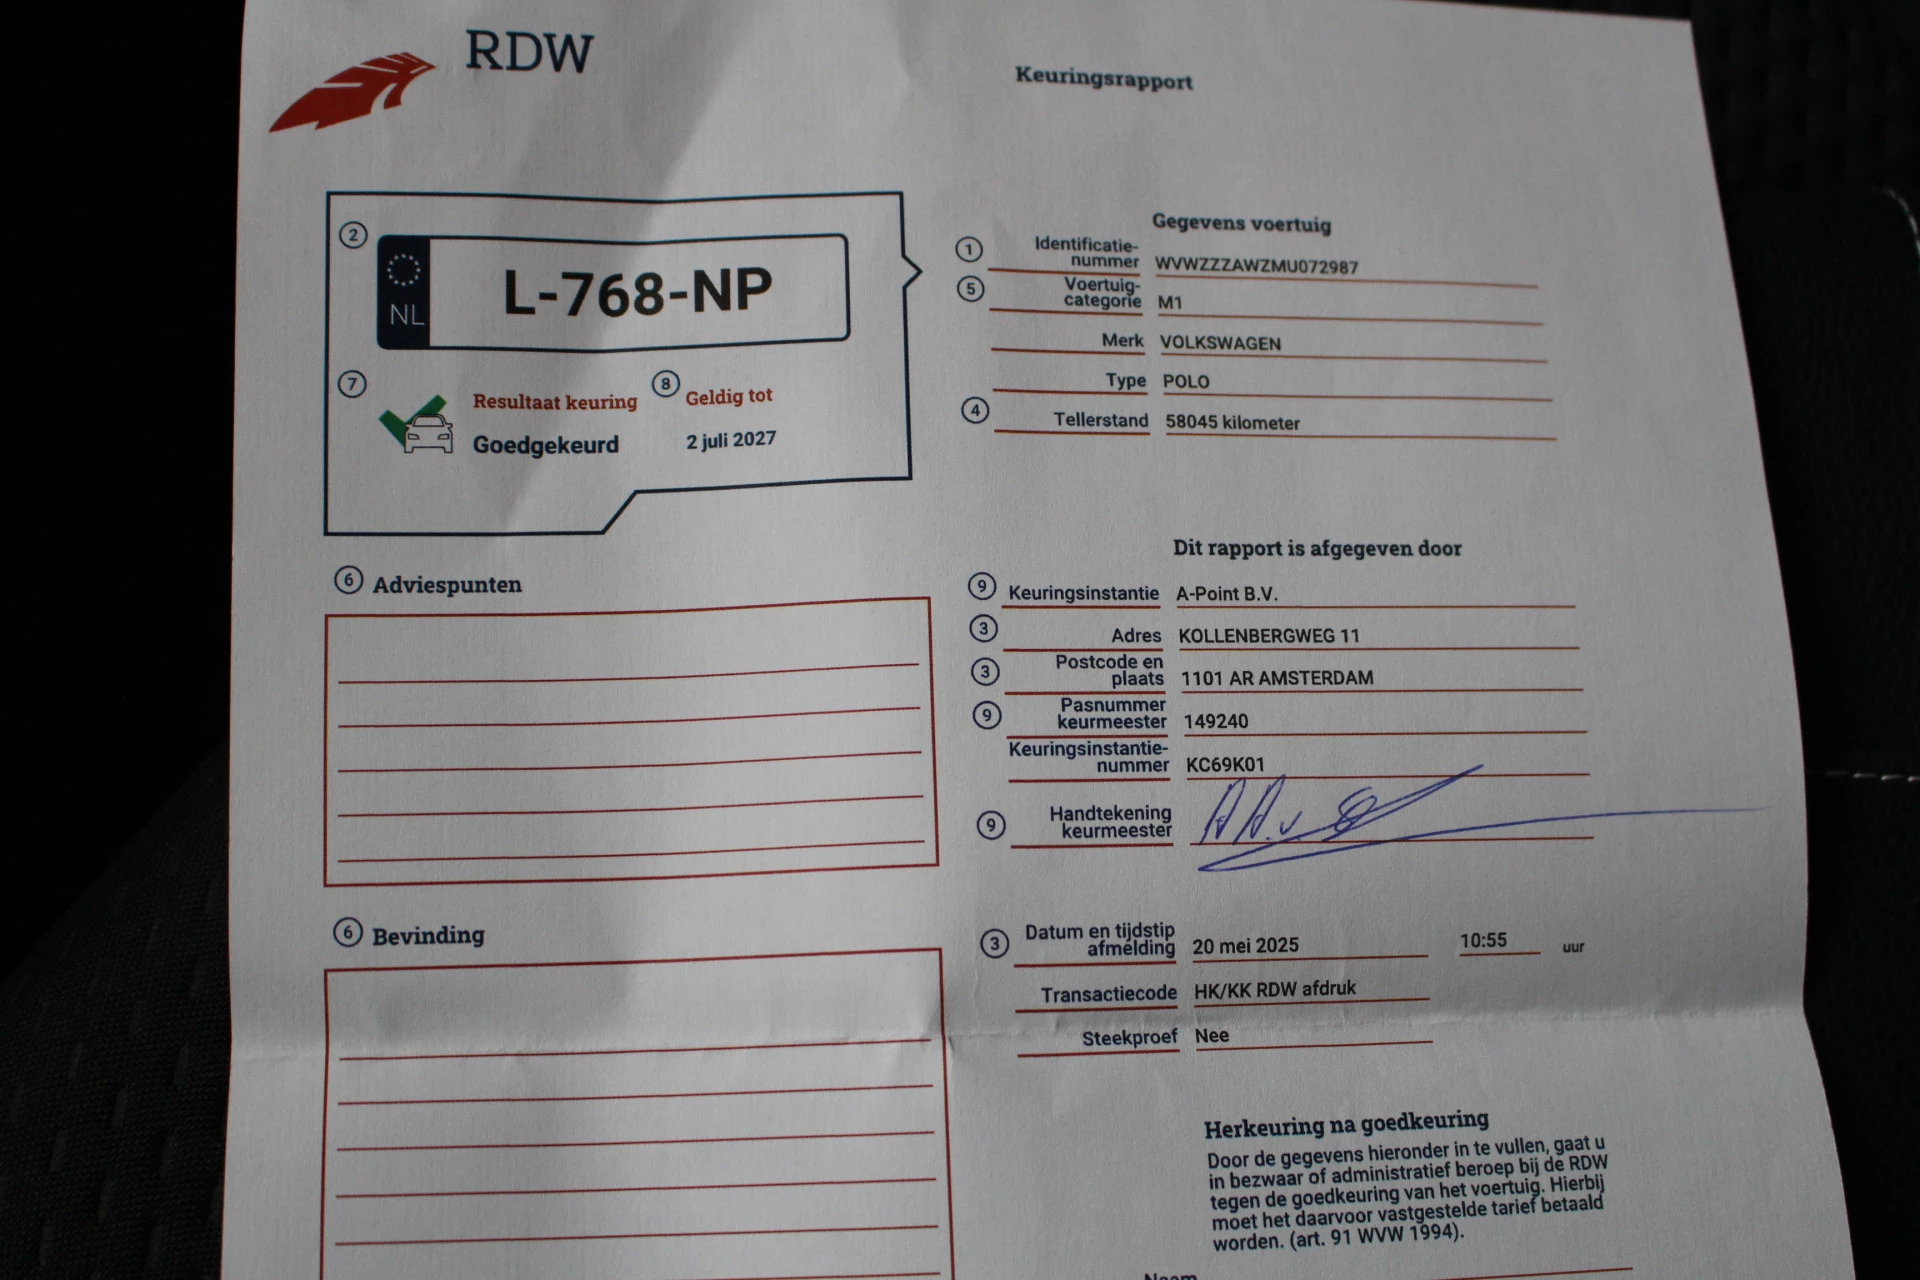 RDW
Keuringsrapport
2
NL
L-768-NP
7
Resultaat keuring
Goedgekeurd
8
Geldig tot
2 juli 2027
Gegevens voertuig
1 Identificatie-
nummer WVWZZZAWZMU072987
5 Voertuig-
categorie M1
Merk VOLKSWAGEN
Type POLO
4 Tellerstand 58045 kilometer
6 Adviespunten
Dit rapport is afgegeven door
9 Keuringsinstantie A-Point B.V.
3 Adres KOLLENBERGWEG 11
3 Postcode en
plaats 1101 AR AMSTERDAM
9 Pasnummer
keurmeester 149240
Keuringsinstantie-
nummer KC69K01
9 Handtekening
keurmeester
6 Bevinding
3 Datum en tijdstip
afmelding 20 mei 2025 10:55 uur
Transactiecode HK/KK RDW afdruk
Steekproef Nee
Herkeuring na goedkeuring
Door de gegevens hieronder in te vullen, gaat u
in bezwaar of administratief beroep bij de RDW
tegen de goedkeuring van het voertuig. Hierbij
moet het daarvoor vastgestelde tarief betaald
worden. (art. 91 WVW 1994).
Naam